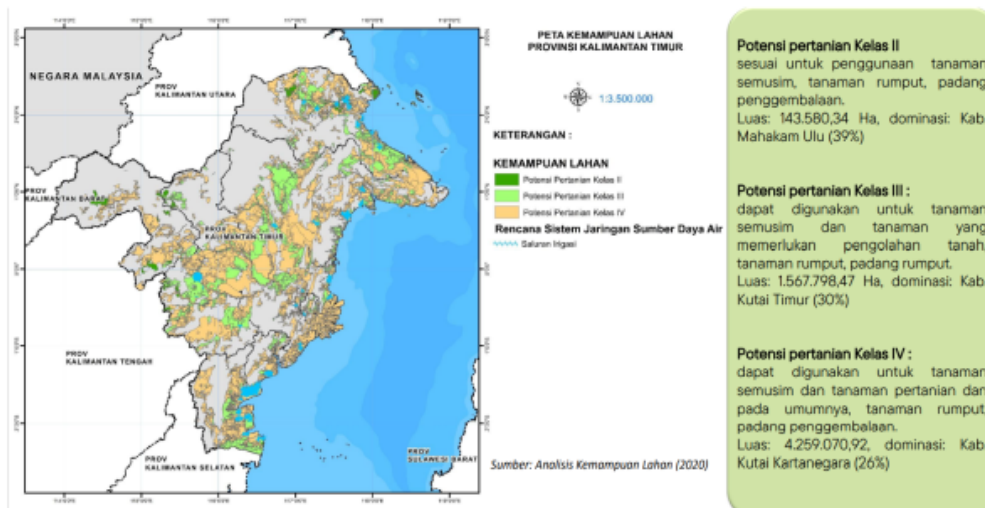 NEGARA MALAYSIA
PROV
KALIMANTAN UTARA
PROV
KALIMANTAN BARAT
PROV
KALIMANTAN TIMUR
PROV
KALIMANTAN TENGAH
PROV
KALIMANTAN SELATAN
PROV
SULAWESI BARAT
PETA KEMAMPUAN LAHAN
PROVINSI KALIMANTAN TIMUR
1:3.500.000
KETERANGAN :
KEMAMPUAN LAHAN
Potensi Pertanian Kelas II
Potensi Pertanian Kelas III
Potensi Pertanian Kelas IV
Rencana Sistem Jaringan Sumber Daya Air
Saluran Irigasi
Sumber: Analisis Kemampuan Lahan (2020)
Potensi pertanian Kelas II
sesuai untuk penggunaan tanaman
semusim, tanaman rumput, padang
penggembalaan.
Luas: 143.580,34 Ha, dominasi: Kab
Mahakam Ulu (39%)
Potensi pertanian Kelas III :
dapat digunakan untuk tanaman
semusim dan tanaman yang
memerlukan pengolahan tanah,
tanaman rumput, padang rumput.
Luas: 1.567.798,47 Ha, dominasi: Kab
Kutai Timur (30%)
Potensi pertanian Kelas IV :
dapat digunakan untuk tanaman
semusim dan tanaman pertanian dan
pada umumnya, tanaman rumput,
padang penggembalaan.
Luas: 4.259.070,92, dominasi: Kab
Kutai Kartanegara (26%)